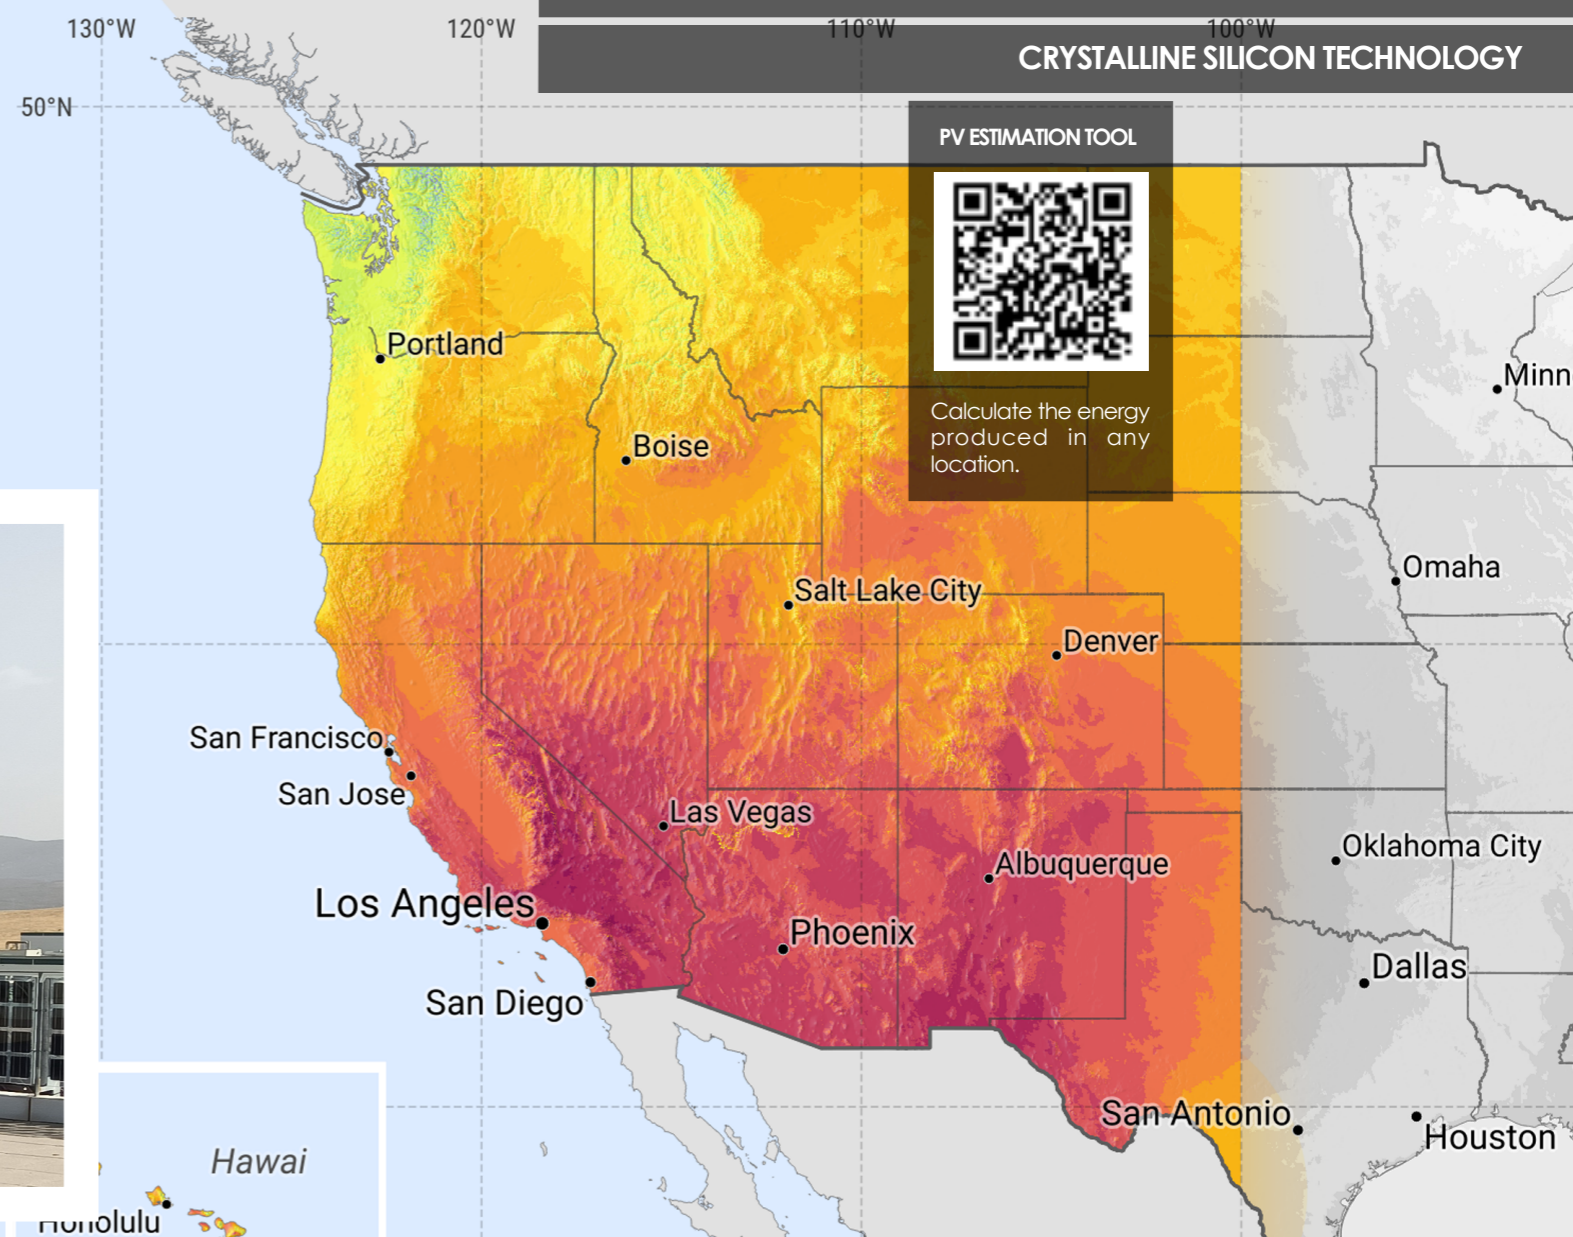 130°W
120°W
110°W
100°W
CRYSTALLINE SILICON TECHNOLOGY
50°N
PV ESTIMATION TOOL
Calculate the energy
produced in any
location.
Portland
Minn
Boise
Omaha
Salt Lake City
Denver
San Francisco
San Jose
Las Vegas
Oklahoma City
Albuquerque
Los Angeles
Phoenix
Dallas
San Diego
San Antonio
Houston
Hawai
Honolulu